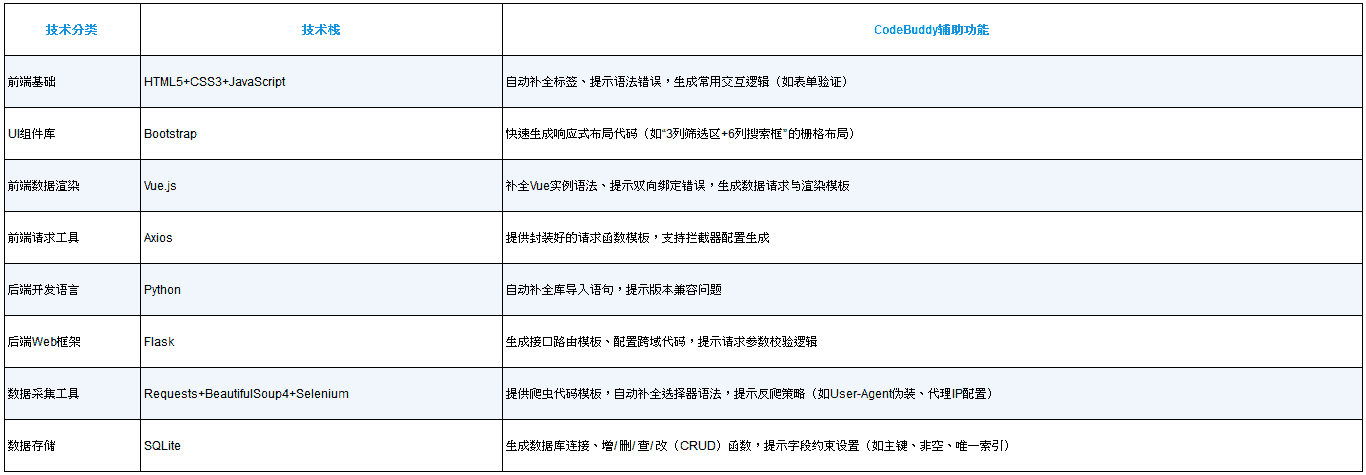 技术分类 技术栈 CodeBuddy辅助功能
前端基础 HTML5+CSS3+JavaScript 自动补全标签、提示语法错误，生成常用交互逻辑（如表单验证）
UI组件库 Bootstrap 快速生成响应式布局代码（如“3列筛选区+6列搜索框”的栅格布局）
前端数据渲染 Vue.js 补全Vue实例语法、提示双向绑定错误，生成数据请求与渲染模板
前端请求工具 Axios 提供封装好的请求函数模板，支持拦截器配置生成
后端开发语言 Python 自动补全库导入语句，提示版本兼容问题
后端Web框架 Flask 生成接口路由模板、配置跨域代码，提示请求参数校验逻辑
数据采集工具 Requests+BeautifulSoup4+Selenium 提供爬虫代码模板，自动补全选择器语法，提示反爬策略（如User-Agent伪装、代理IP配置）
数据存储 SQLite 生成数据库连接、增/删/查/改（CRUD）函数，提示字段约束设置（如主键、非空、唯一索引）